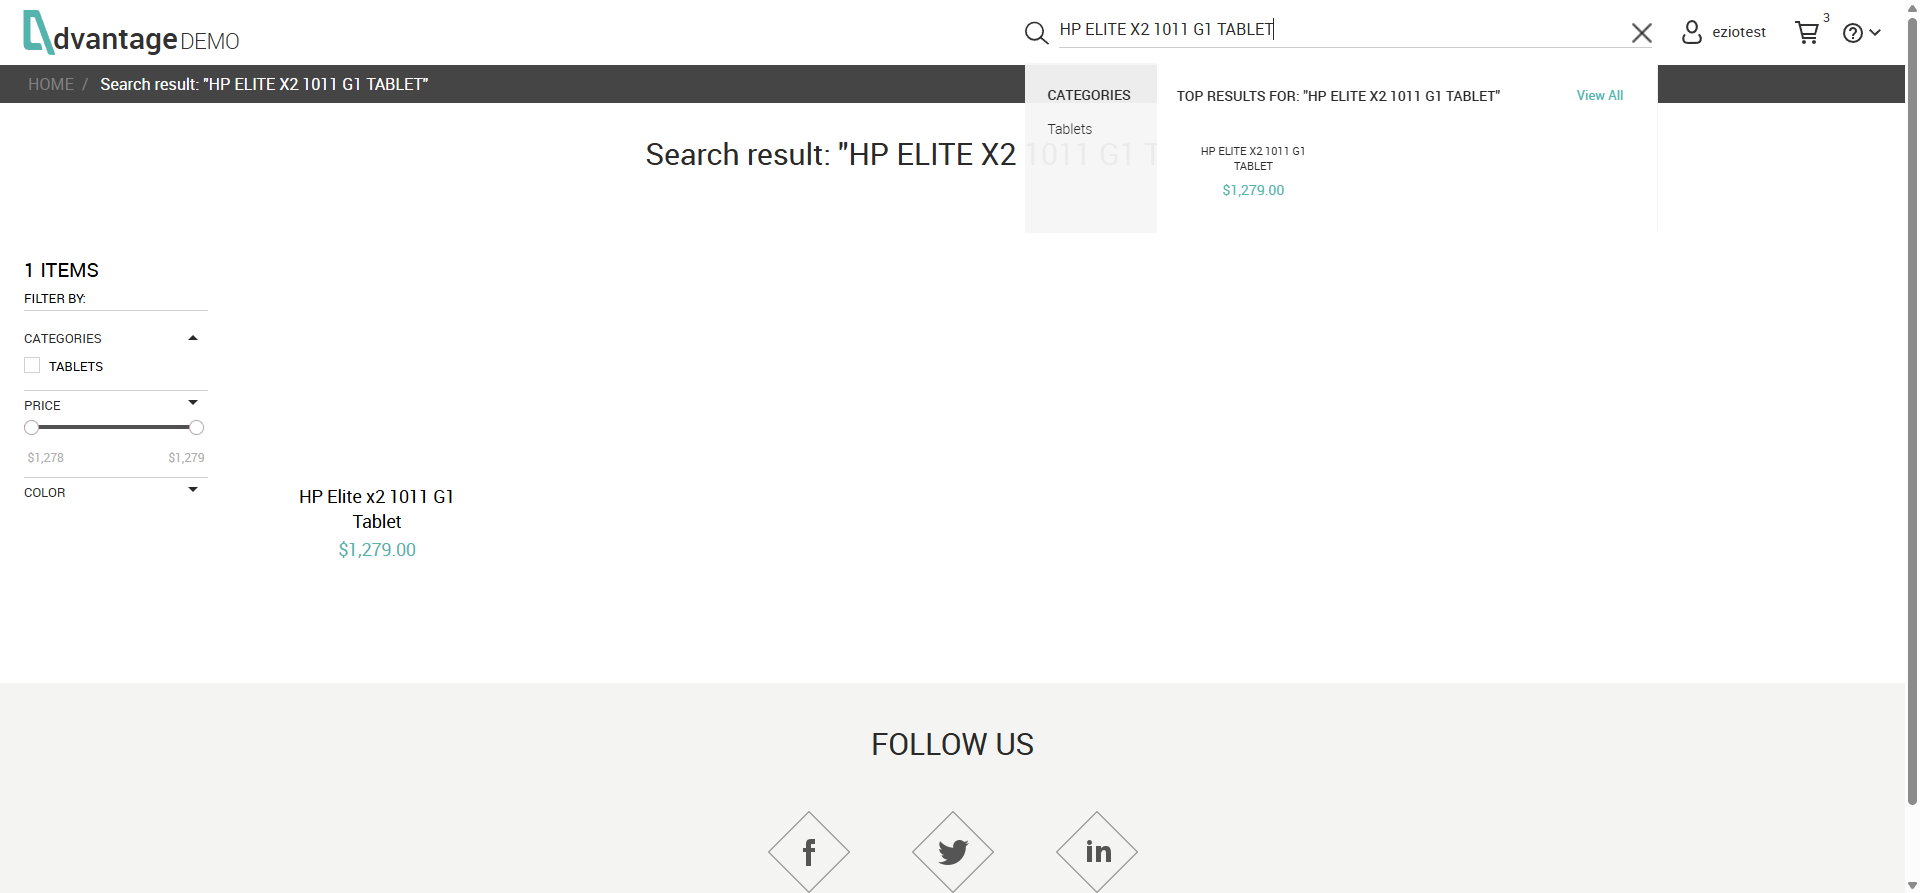 dvantage DEMO
HP ELITE X2 1011 G1 TABLET
eziotest
3
HOME / Search result: "HP ELITE X2 1011 G1 TABLET"
CATEGORIES
Tablets
TOP RESULTS FOR: "HP ELITE X2 1011 G1 TABLET"
View All
HP ELITE X2 1011 G1
TABLET
$1,279.00
Search result: "HP ELITE X2 1011 G1 T
1 ITEMS
FILTER BY:
CATEGORIES
TABLETS
PRICE
$1,278 $1,279
COLOR
HP Elite x2 1011 G1
Tablet
$1,279.00
FOLLOW US
f
in